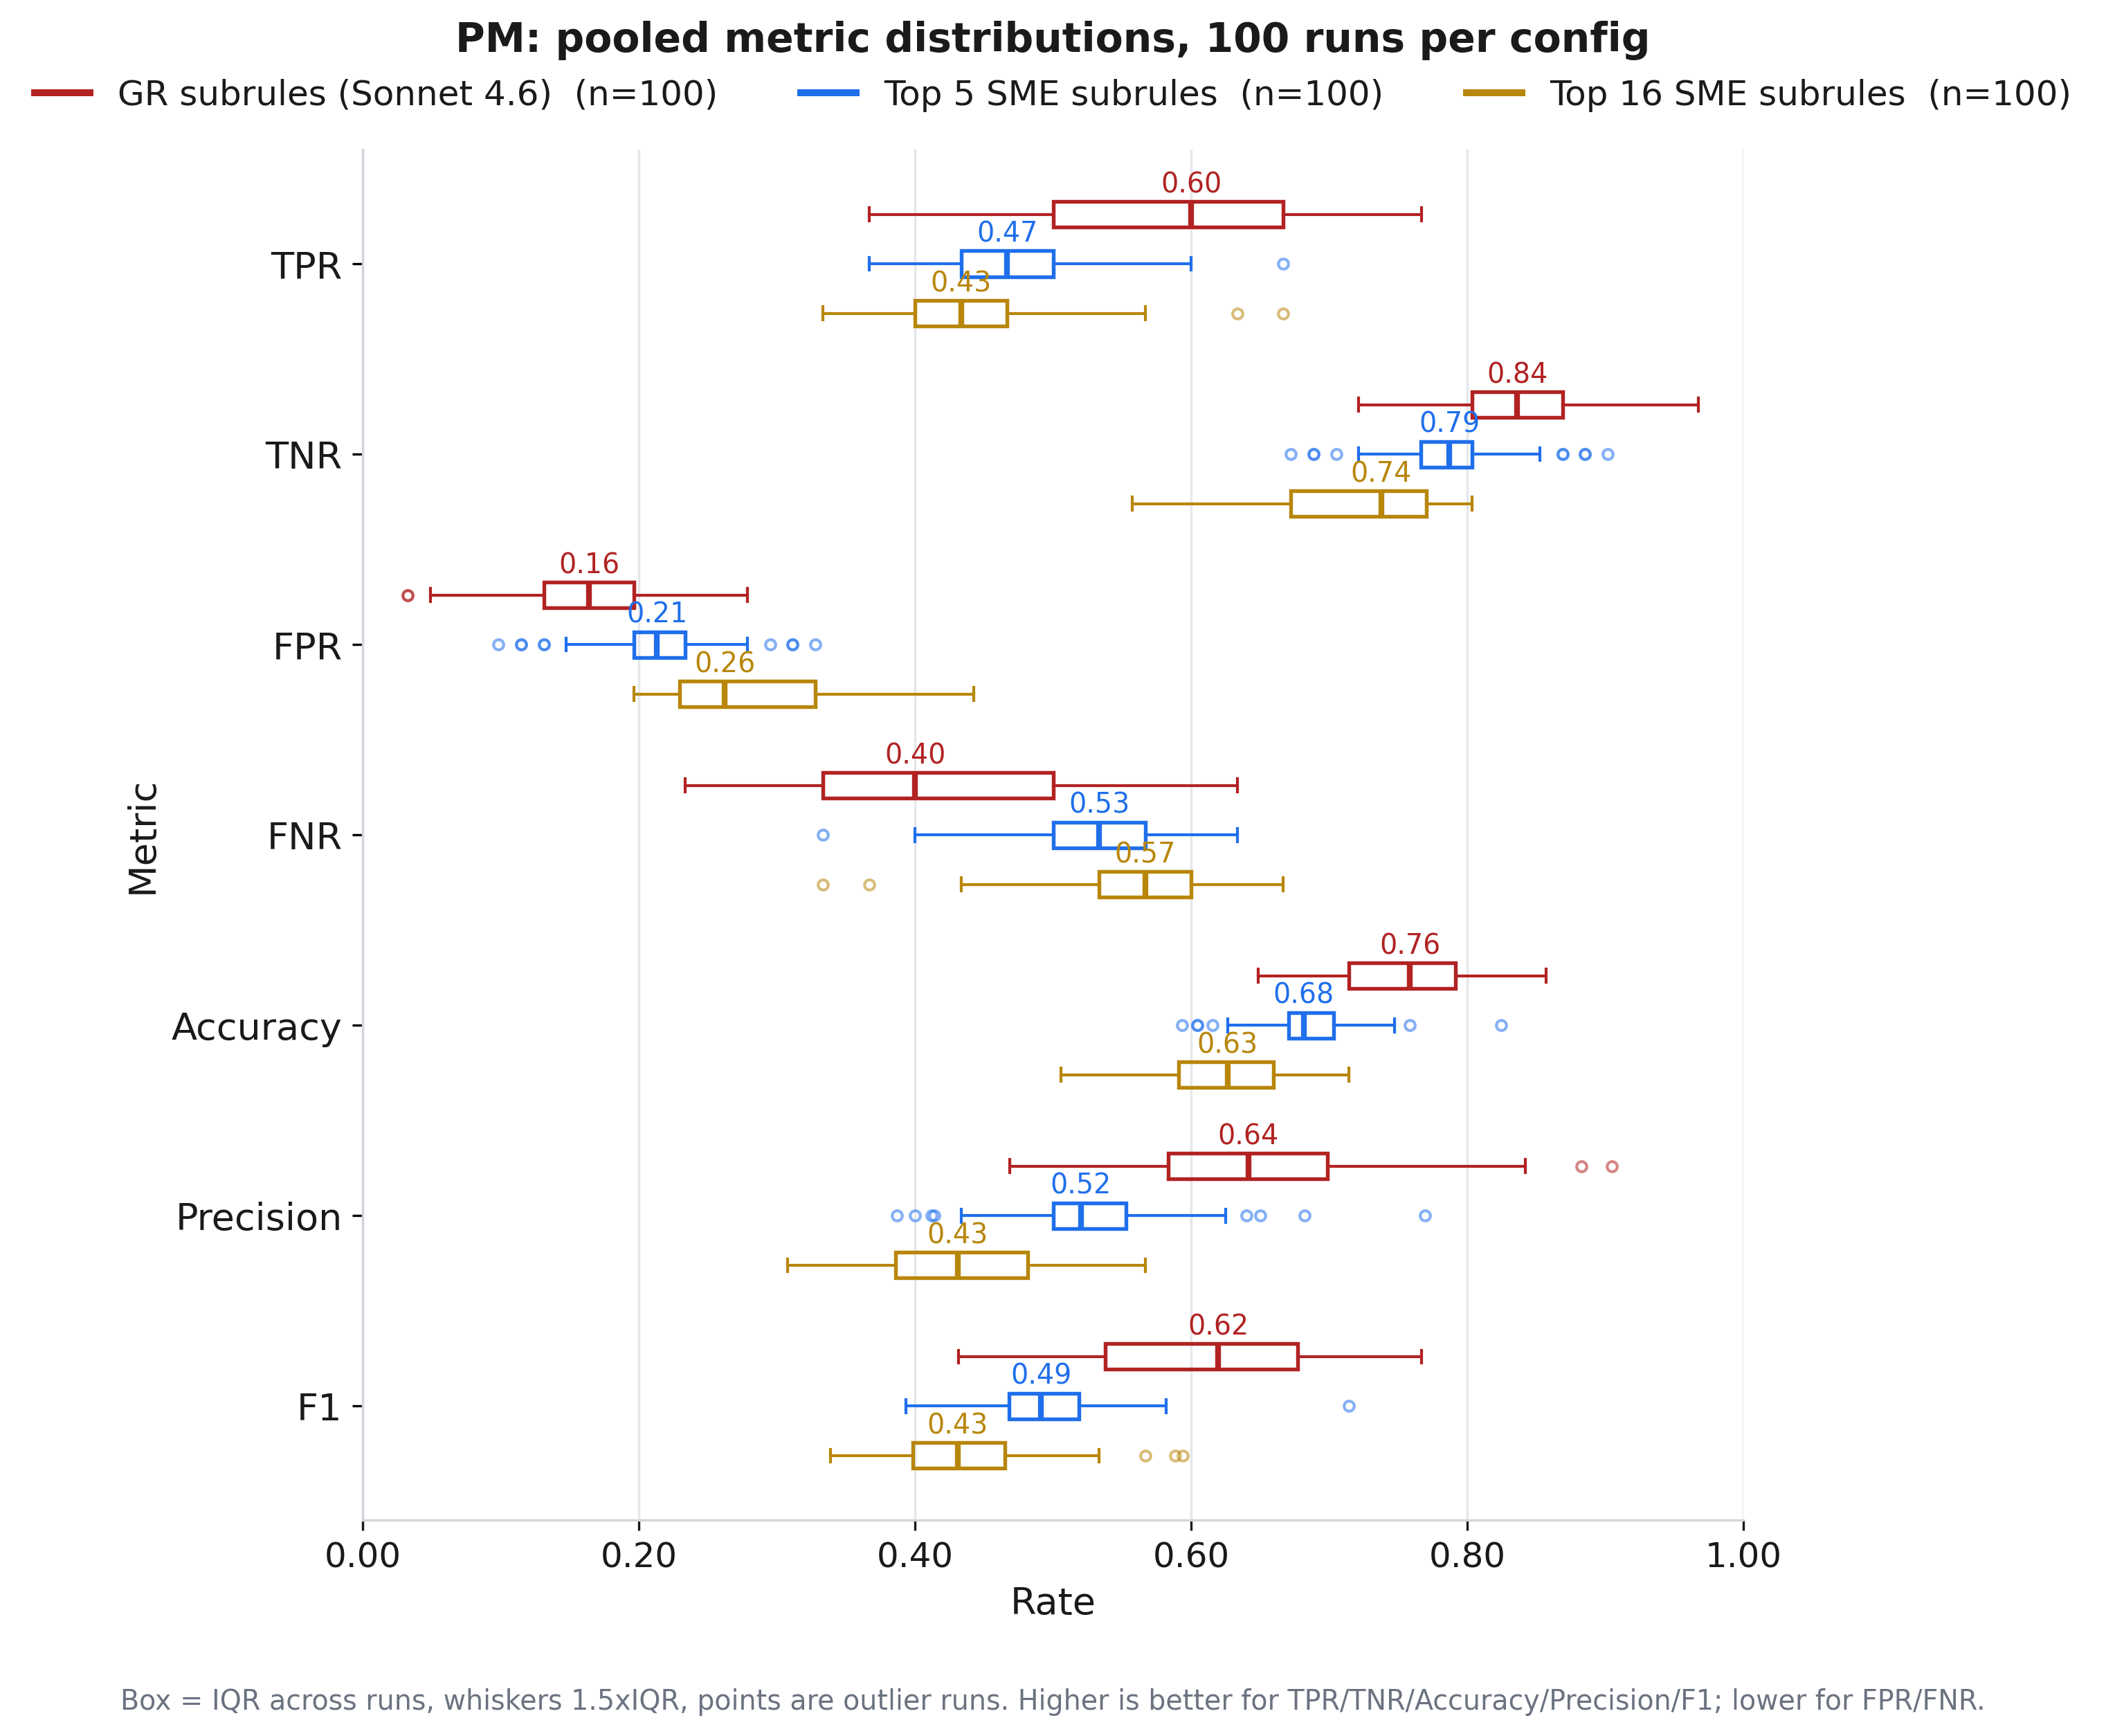 PM: pooled metric distributions, 100 runs per config
GR subrules (Sonnet 4.6)  (n=100)
Top 5 SME subrules  (n=100)
Top 16 SME subrules  (n=100)
TPR
0.60
0.47
0.43
TNR
0.84
0.79
0.74
FPR
0.16
0.21
0.26
FNR
0.40
0.53
0.57
Accuracy
0.76
0.68
0.63
Precision
0.64
0.52
0.43
F1
0.62
0.49
0.43
Metric
0.00 0.20 0.40 0.60 0.80 1.00
Rate
Box = IQR across runs, whiskers 1.5xIQR, points are outlier runs. Higher is better for TPR/TNR/Accuracy/Precision/F1; lower for FPR/FNR.